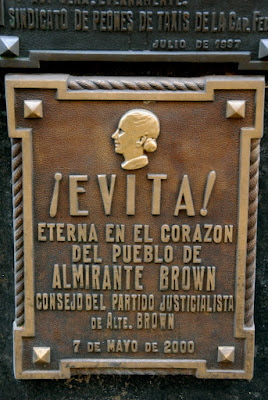 SINDICATO DE PEONES DE TAXIS DE LA CAP. FE
JULIO DE 1997
¡EVITA!
ETERNA EN EL CORAZON
DEL PUEBLO DE
ALMIRANTE BROWN
CONSEJO DEL PARTIDO JUSTICIALISTA
DE ALTE. BROWN
7 DE MAYO DE 2000